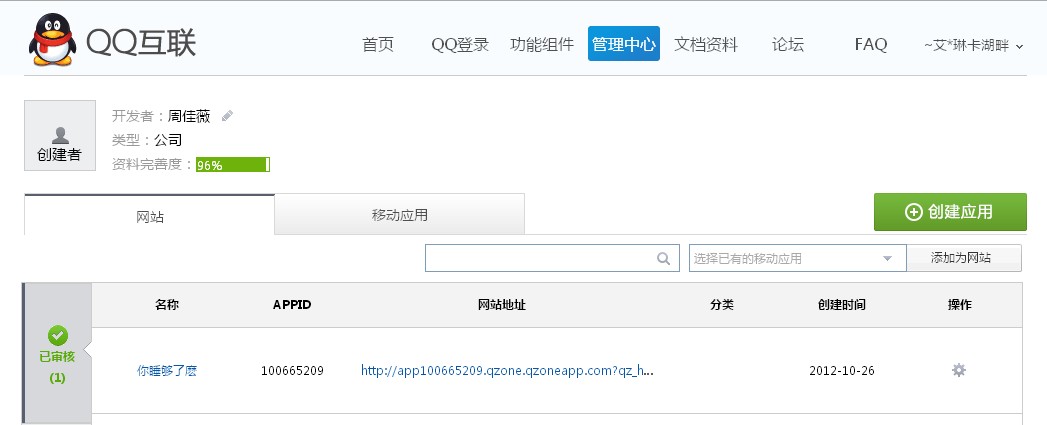 QQ互联
首页 QQ登录 功能组件 管理中心 文档资料 论坛 FAQ ~艾*琳卡湖畔
创建者
开发者：周佳薇
类型：公司
资料完善度：96%
网站 移动应用 创建应用
选择已有的移动应用 添加为网站
名称 APPID 网站地址 分类 创建时间 操作
已审核
(1)
你睡够了麽 100665209 http://app100665209.qzone.qzoneapp.com?qz_h... 2012-10-26